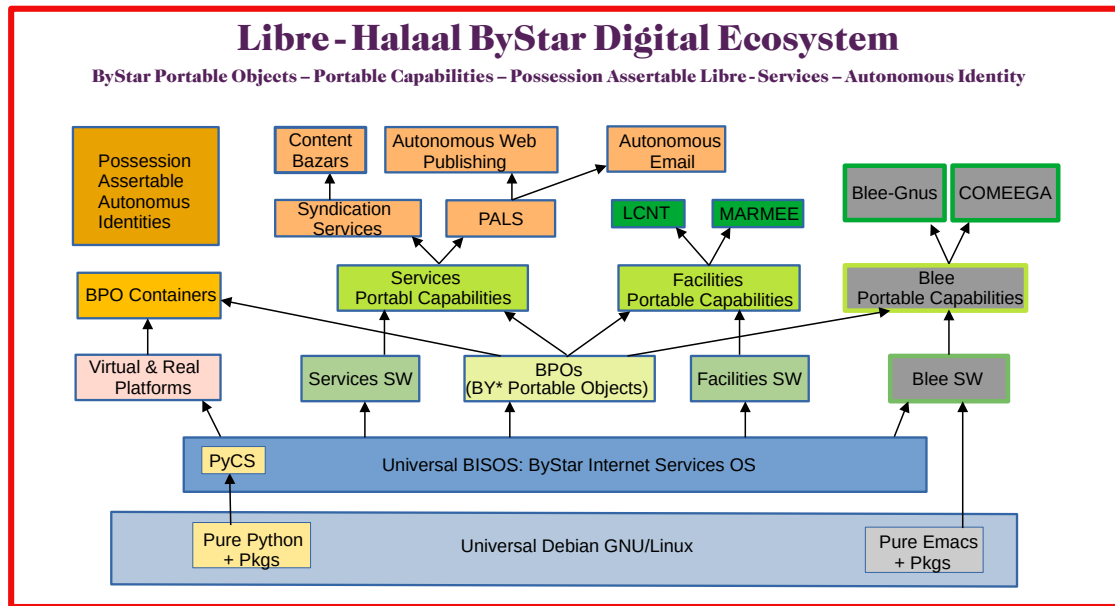 Libre-Halaal ByStar Digital Ecosystem
ByStar Portable Objects – Portable Capabilities – Possession Assertable Libre-Services – Autonomous Identity
Possession
Assertable
Autonomus
Identities
Content
Bazars
Autonomous Web
Publishing
Autonomous
Email
Blee-Gnus
COMEEGA
Syndication
Services
PALS
LCNT
MARMEE
BPO Containers
Services
Portabl Capabilities
Facilities
Portable Capabilities
Blee
Portable Capabilities
Virtual & Real
Platforms
Services SW
BPOs
(BY* Portable Objects)
Facilities SW
Blee SW
PyCS
Universal BISOS: ByStar Internet Services OS
Pure Python
+ Pkgs
Universal Debian GNU/Linux
Pure Emacs
+ Pkgs